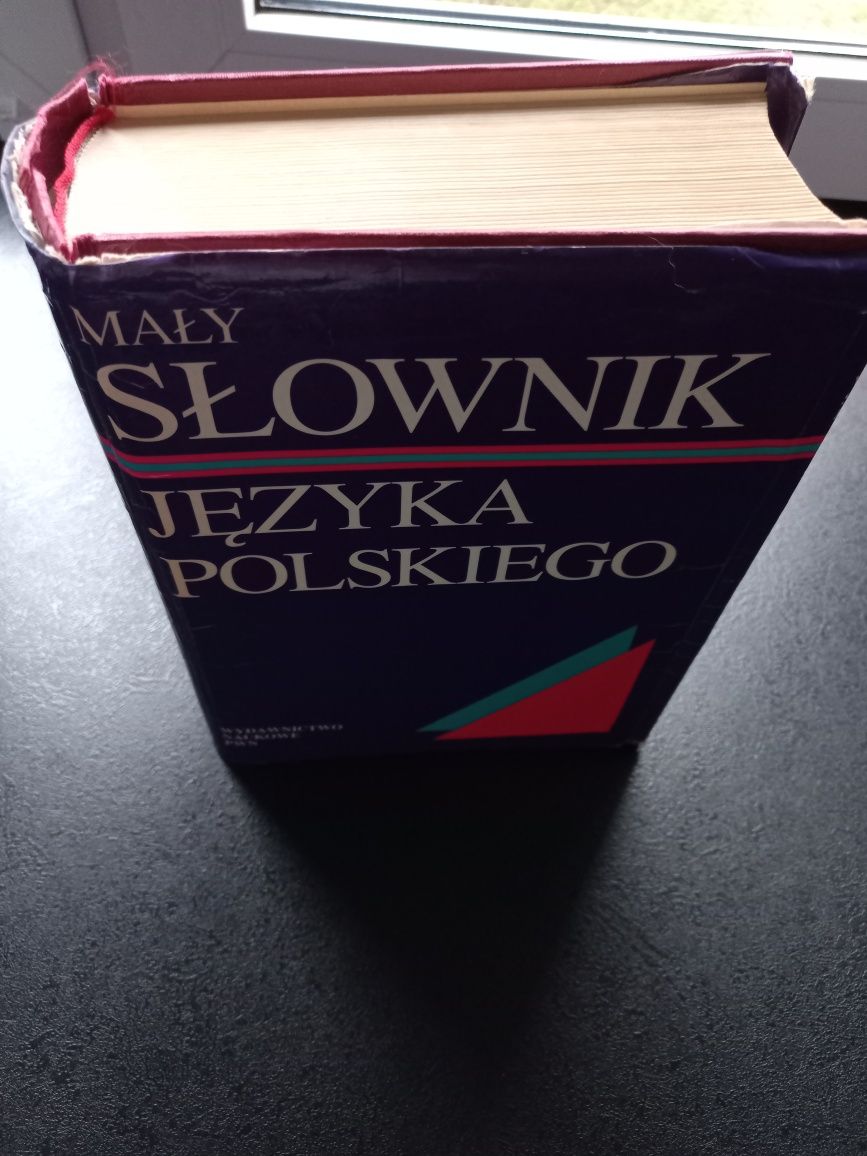 MAŁY
SŁOWNIK
JĘZYKA
POLSKIEGO
WYDAWNICTWO
NAUKOWE
PWN